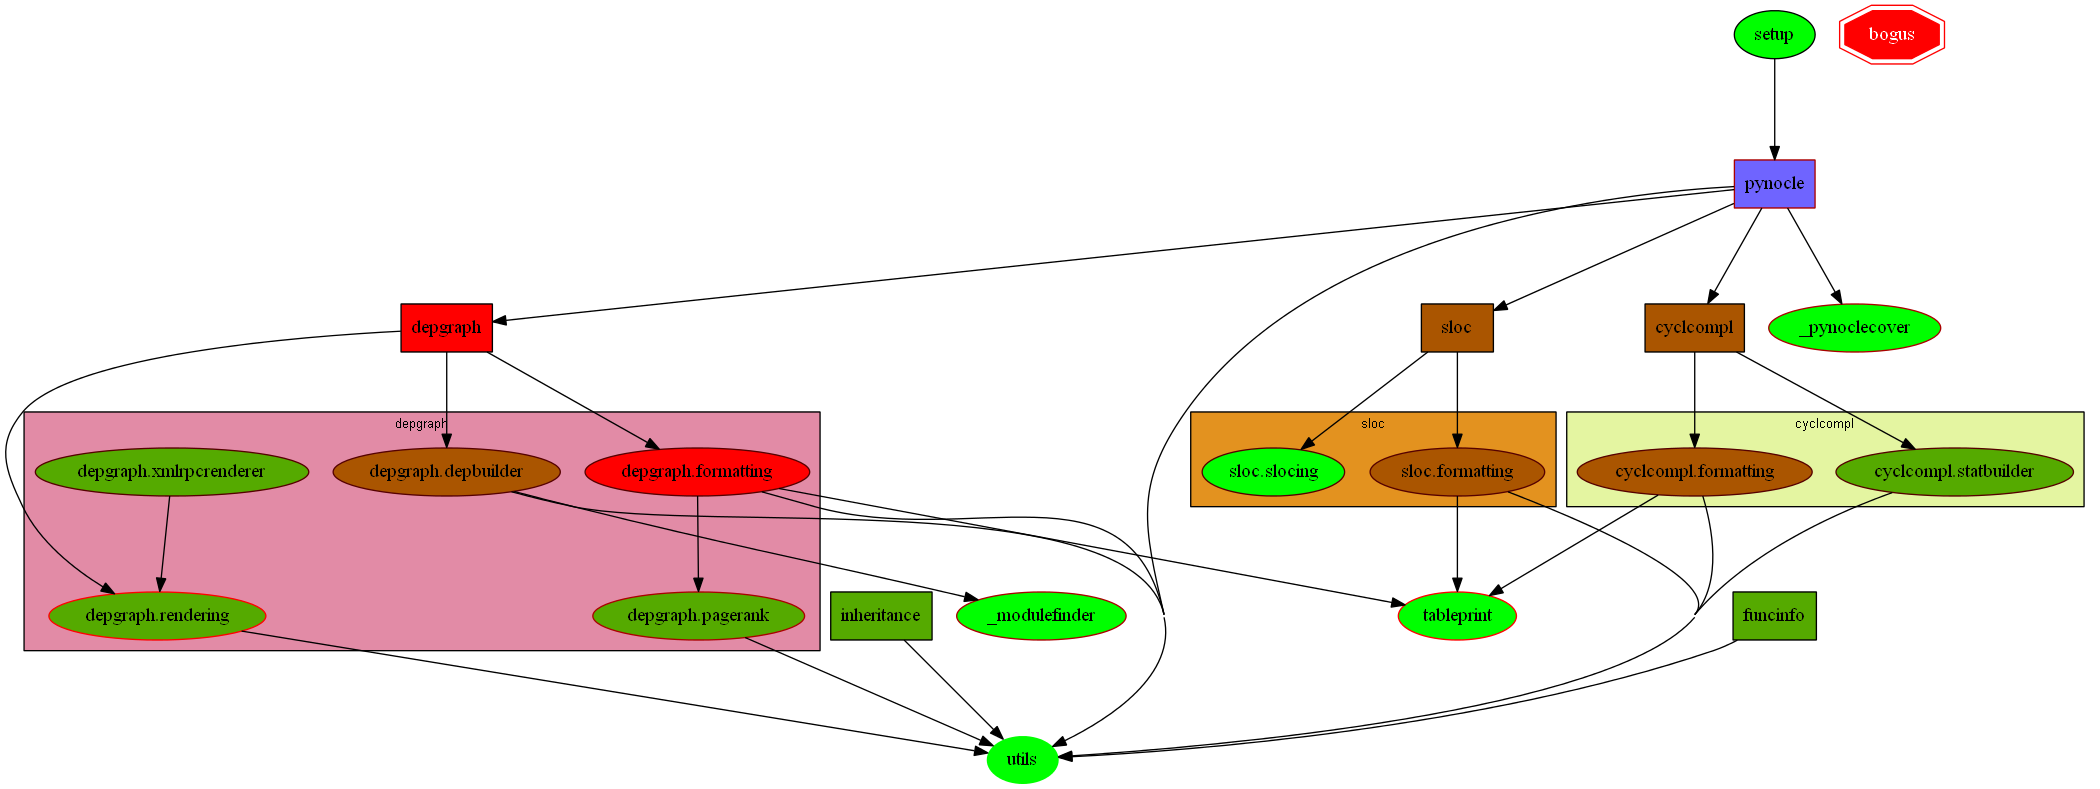 setup
bogus
pynocle
depgraph
sloc
cyclcompl
_pynoclecover
depgraph
sloc
cyclcompl
depgraph.xmlrpcrenderer
depgraph.depbuilder
depgraph.formatting
sloc.slocing
sloc.formatting
cyclcompl.formatting
cyclcompl.statbuilder
depgraph.rendering
depgraph.pagerank
inheritance
_modulefinder
tableprint
funcinfo
utils